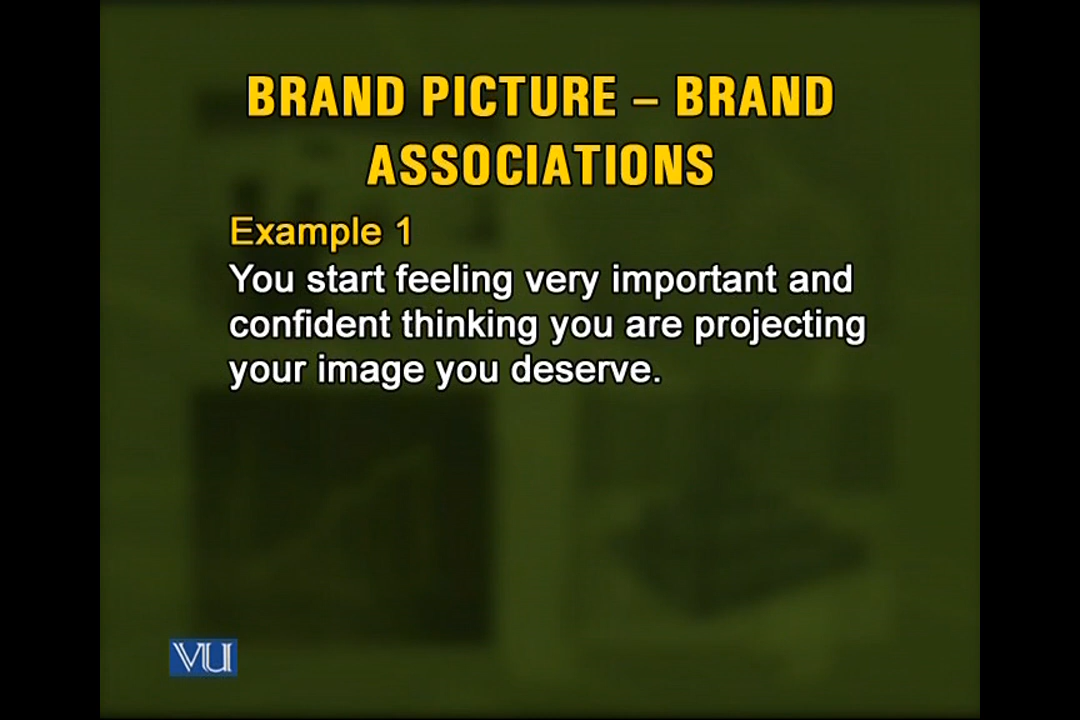 BRAND PICTURE – BRAND
ASSOCIATIONS
Example 1
You start feeling very important and
confident thinking you are projecting
your image you deserve.
VU